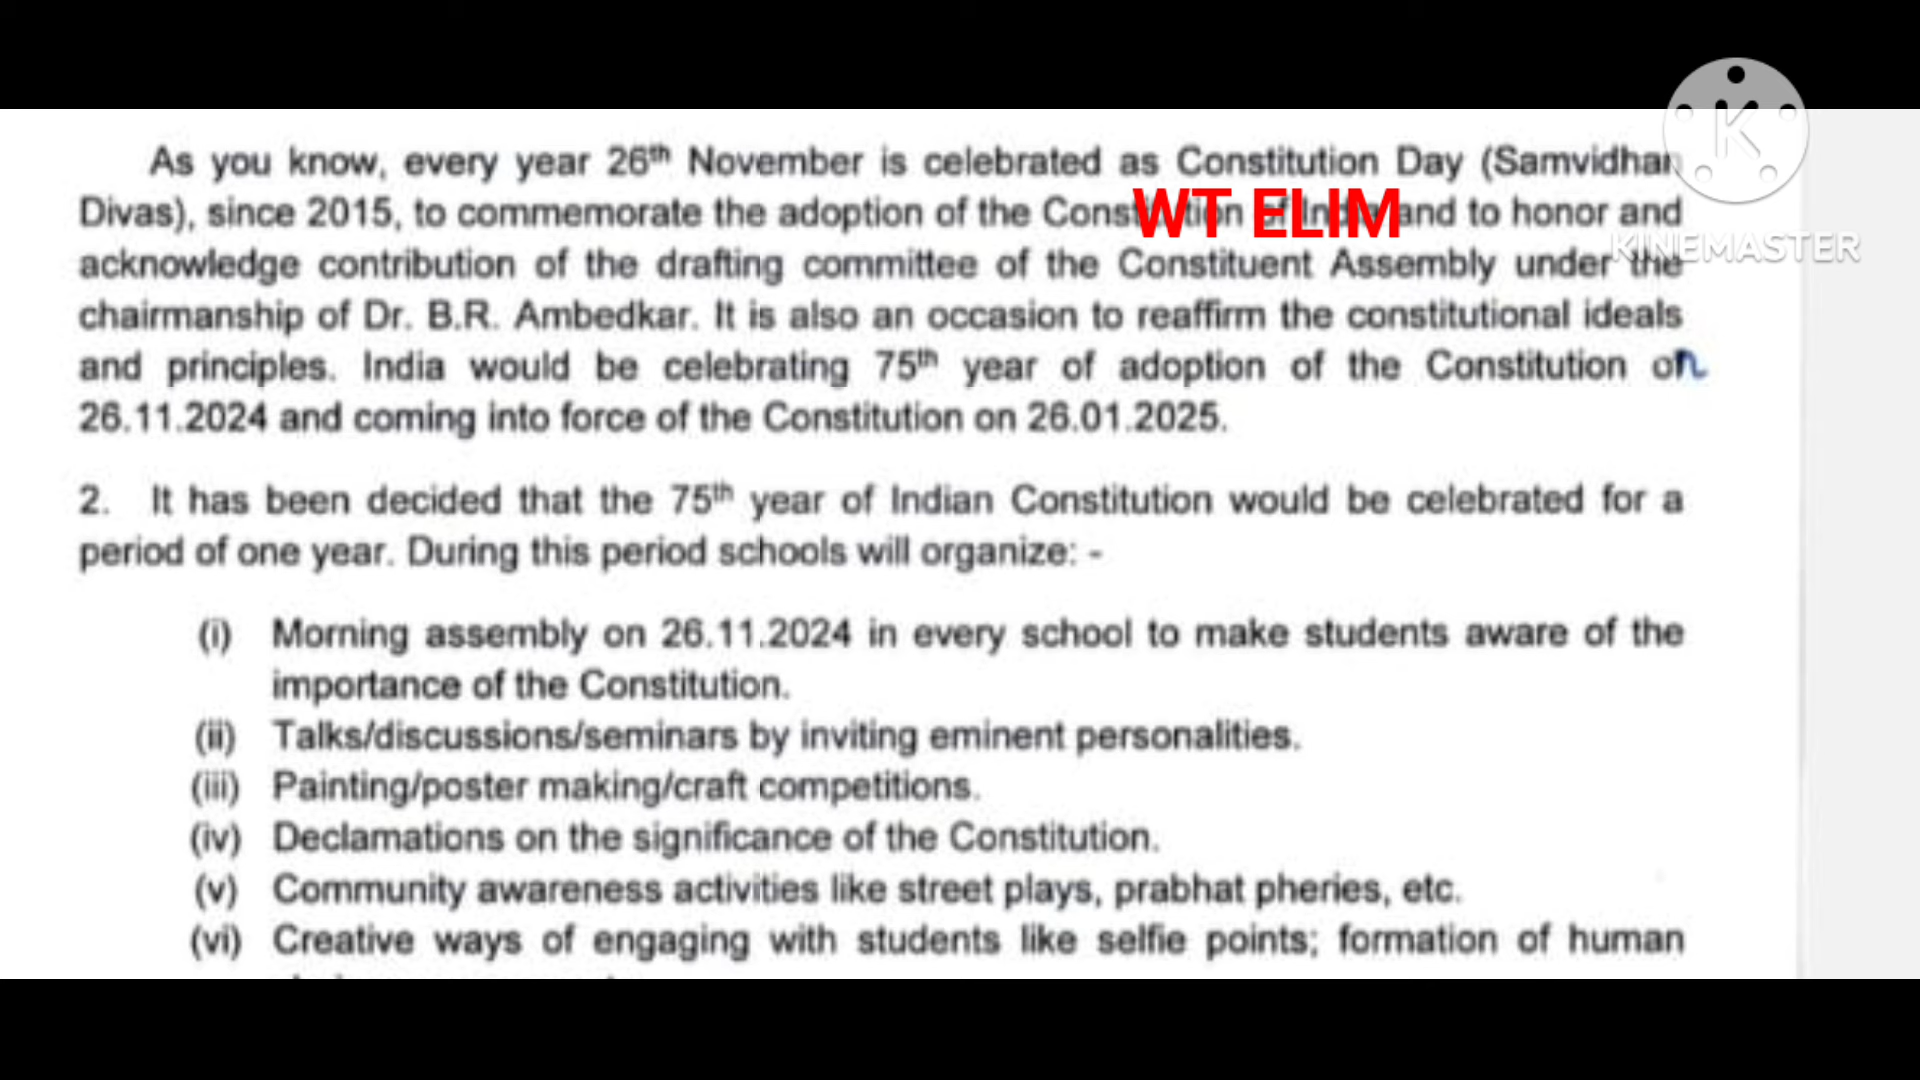 As you know, every year 26th November is celebrated as Constitution Day (Samvidhan
Divas), since 2015, to commemorate the adoption of the Constitution of India and to honor and
WT ELIM
KINEMASTER
acknowledge contribution of the drafting committee of the Constituent Assembly under the
chairmanship of Dr. B.R. Ambedkar. It is also an occasion to reaffirm the constitutional ideals
and principles. India would be celebrating 75th year of adoption of the Constitution on
26.11.2024 and coming into force of the Constitution on 26.01.2025.
2. It has been decided that the 75th year of Indian Constitution would be celebrated for a
period of one year. During this period schools will organize: -
(i) Morning assembly on 26.11.2024 in every school to make students aware of the
importance of the Constitution.
(ii) Talks/discussions/seminars by inviting eminent personalities.
(iii) Painting/poster making/craft competitions.
(iv) Declamations on the significance of the Constitution.
(v) Community awareness activities like street plays, prabhat pheries, etc.
(vi) Creative ways of engaging with students like selfie points; formation of human